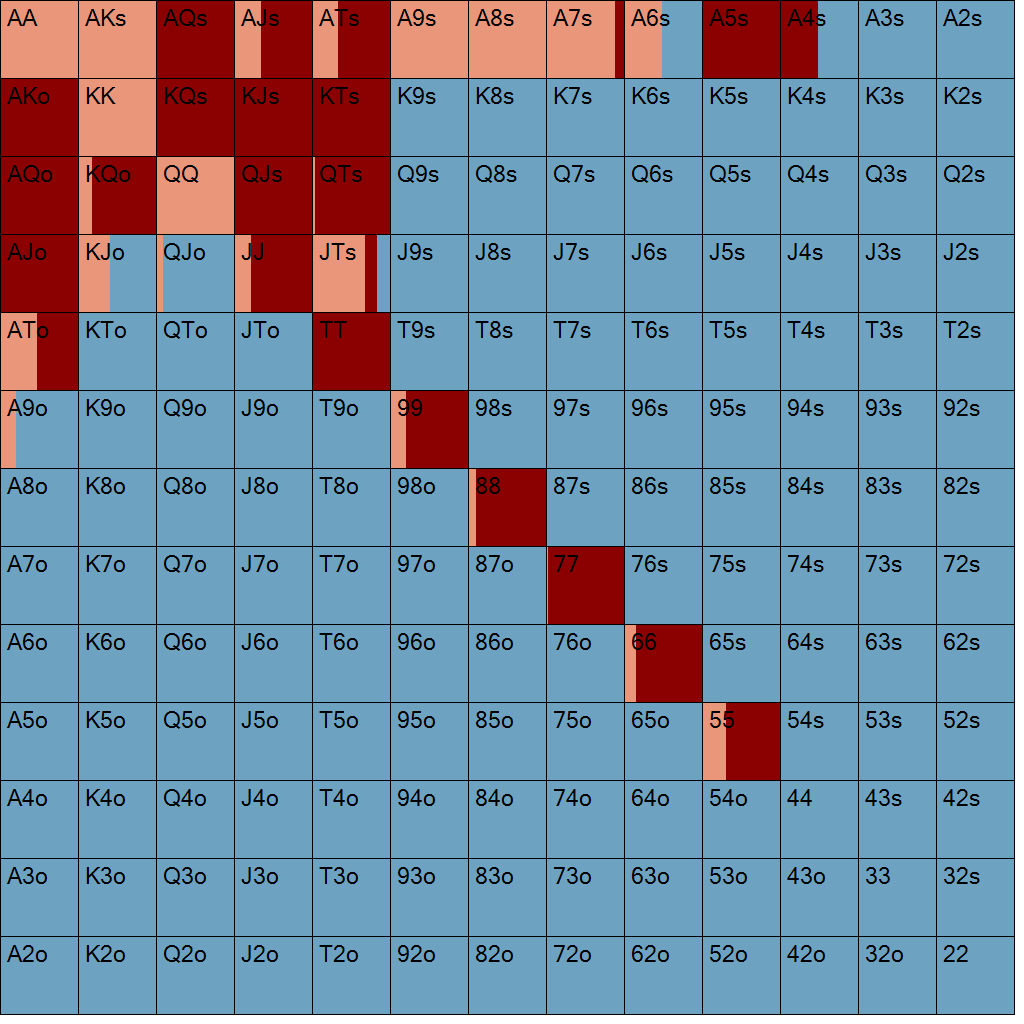 AA AKs AQs AJs ATs A9s A8s A7s A6s A5s A4s A3s A2s
AKo KK KQs KJs KTs K9s K8s K7s K6s K5s K4s K3s K2s
AQo KQo QQ QJs QTs Q9s Q8s Q7s Q6s Q5s Q4s Q3s Q2s
AJo KJo QJo JJ JTs J9s J8s J7s J6s J5s J4s J3s J2s
ATo KTo QTo JTo TT T9s T8s T7s T6s T5s T4s T3s T2s
A9o K9o Q9o J9o T9o 99 98s 97s 96s 95s 94s 93s 92s
A8o K8o Q8o J8o T8o 98o 88 87s 86s 85s 84s 83s 82s
A7o K7o Q7o J7o T7o 97o 87o 77 76s 75s 74s 73s 72s
A6o K6o Q6o J6o T6o 96o 86o 76o 66 65s 64s 63s 62s
A5o K5o Q5o J5o T5o 95o 85o 75o 65o 55 54s 53s 52s
A4o K4o Q4o J4o T4o 94o 84o 74o 64o 54o 44 43s 42s
A3o K3o Q3o J3o T3o 93o 83o 73o 63o 53o 43o 33 32s
A2o K2o Q2o J2o T2o 92o 82o 72o 62o 52o 42o 32o 22